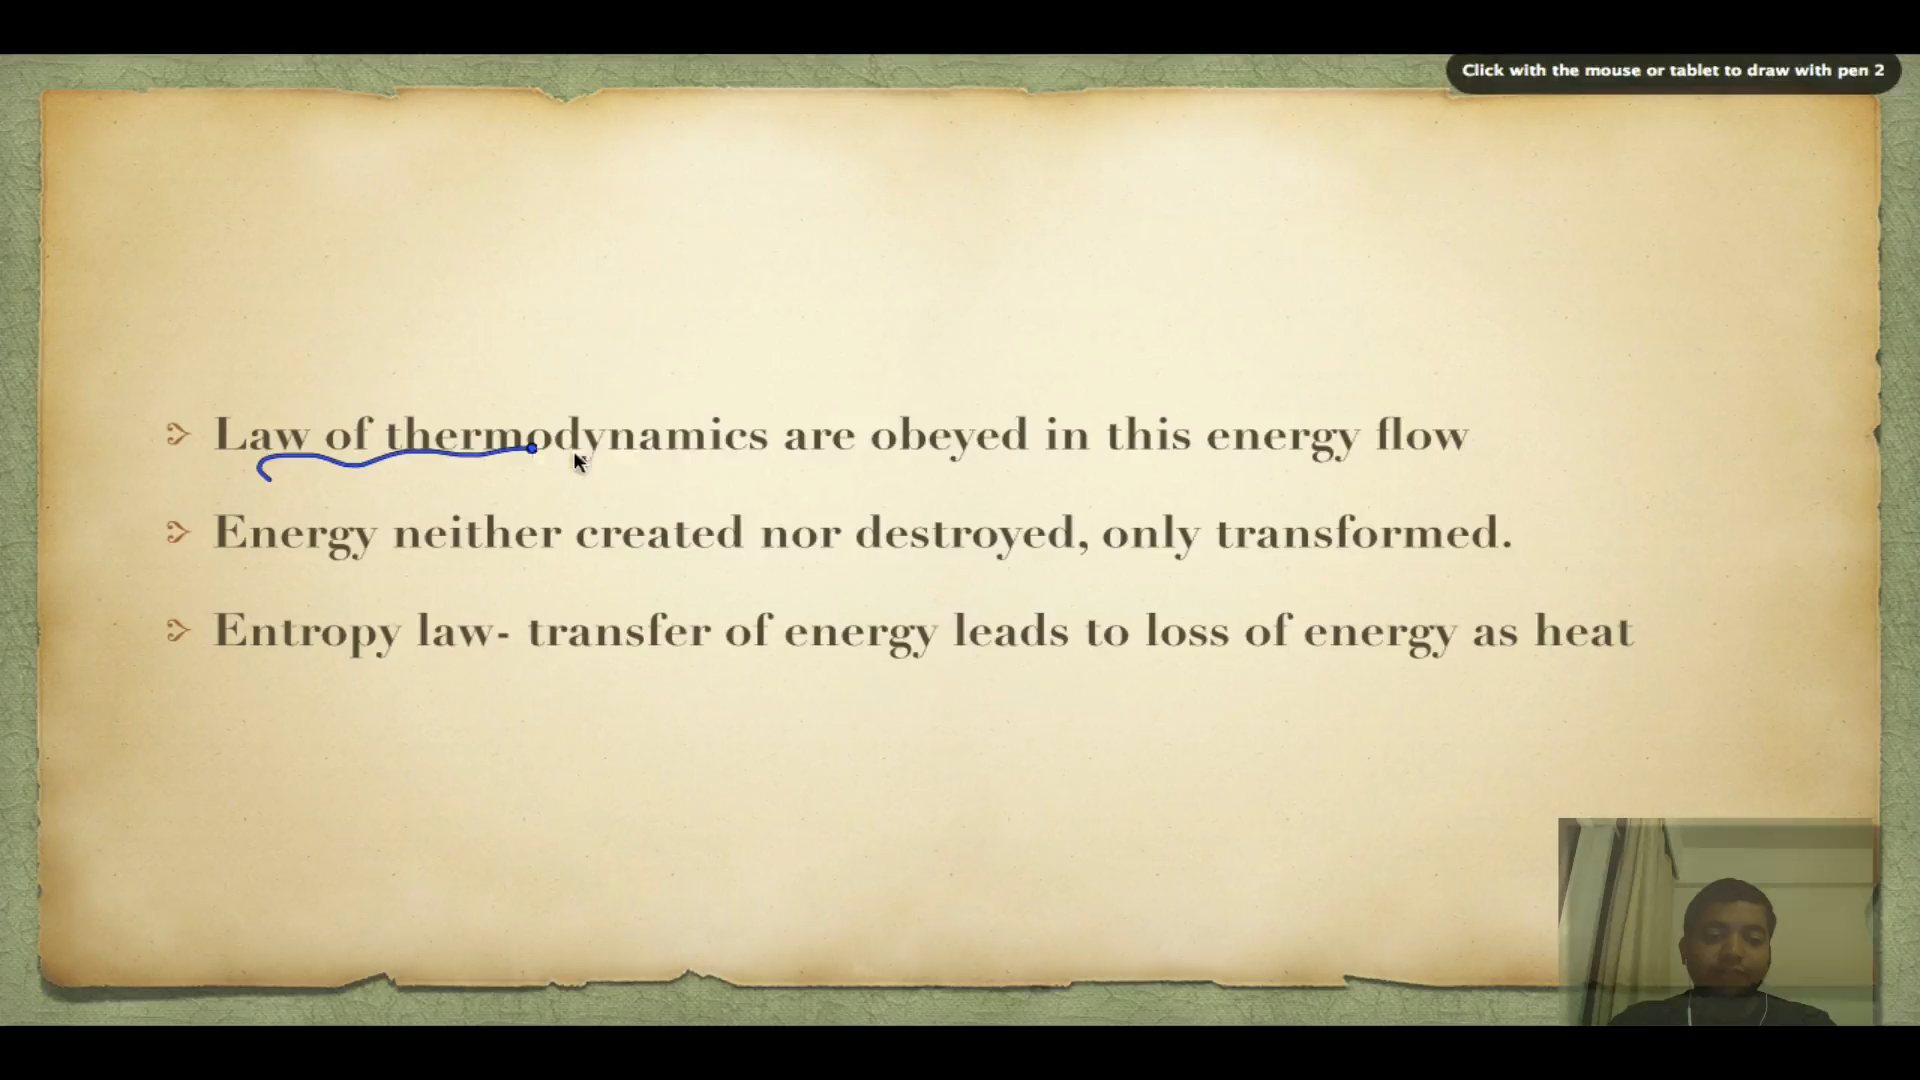 Click with the mouse or tablet to draw with pen 2
Law of thermodynamics are obeyed in this energy flow
Energy neither created nor destroyed, only transformed.
Entropy law- transfer of energy leads to loss of energy as heat